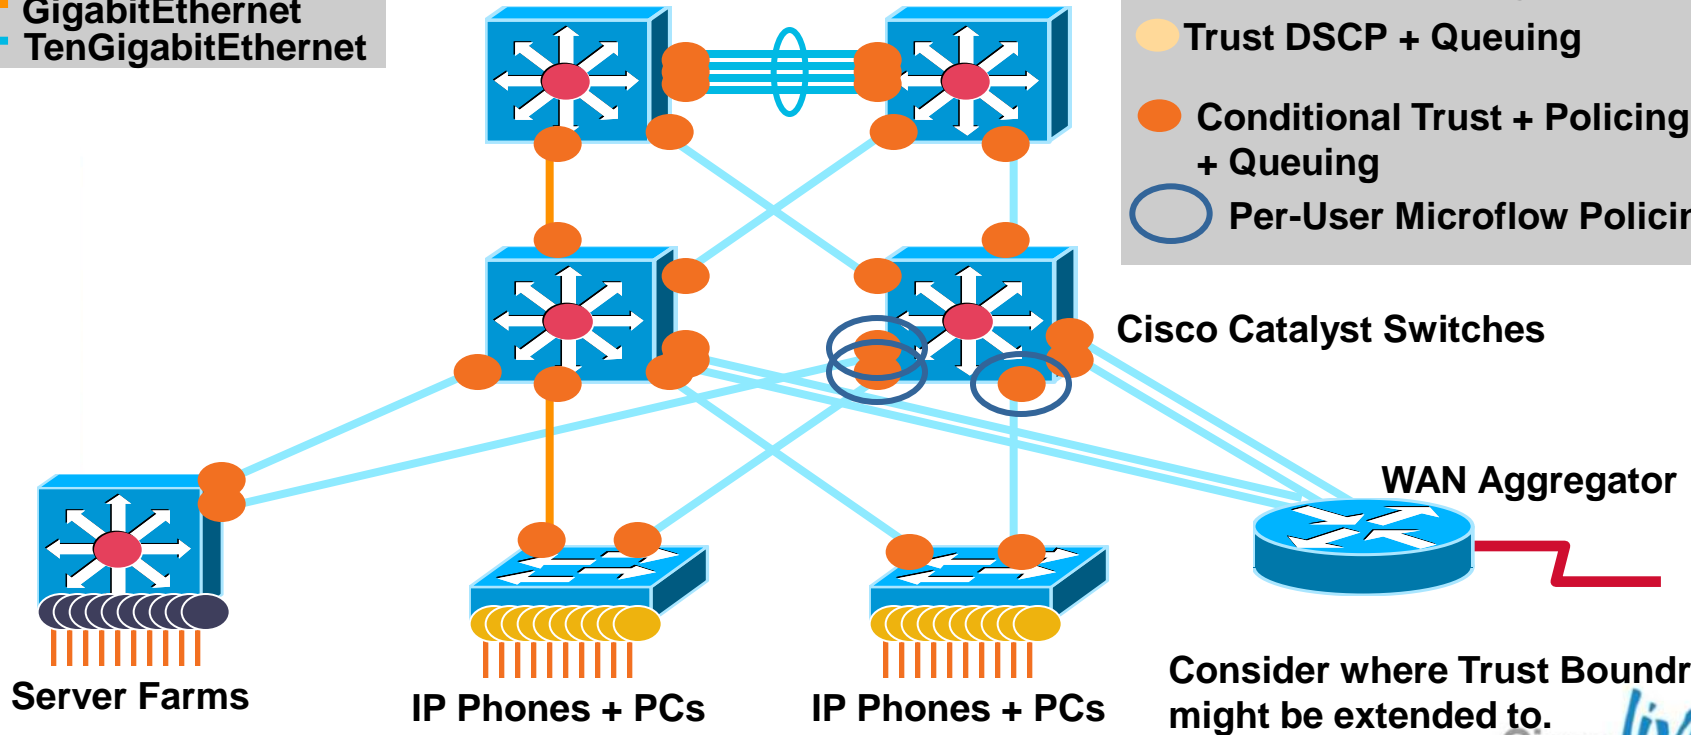 GigabitEthernet
TenGigabitEthernet
Trust DSCP + Queuing
Conditional Trust + Policing
+ Queuing
Per-User Microflow Policin
Cisco Catalyst Switches
WAN Aggregator
Server Farms
IP Phones + PCs
IP Phones + PCs
Consider where Trust Boundr
might be extended to.